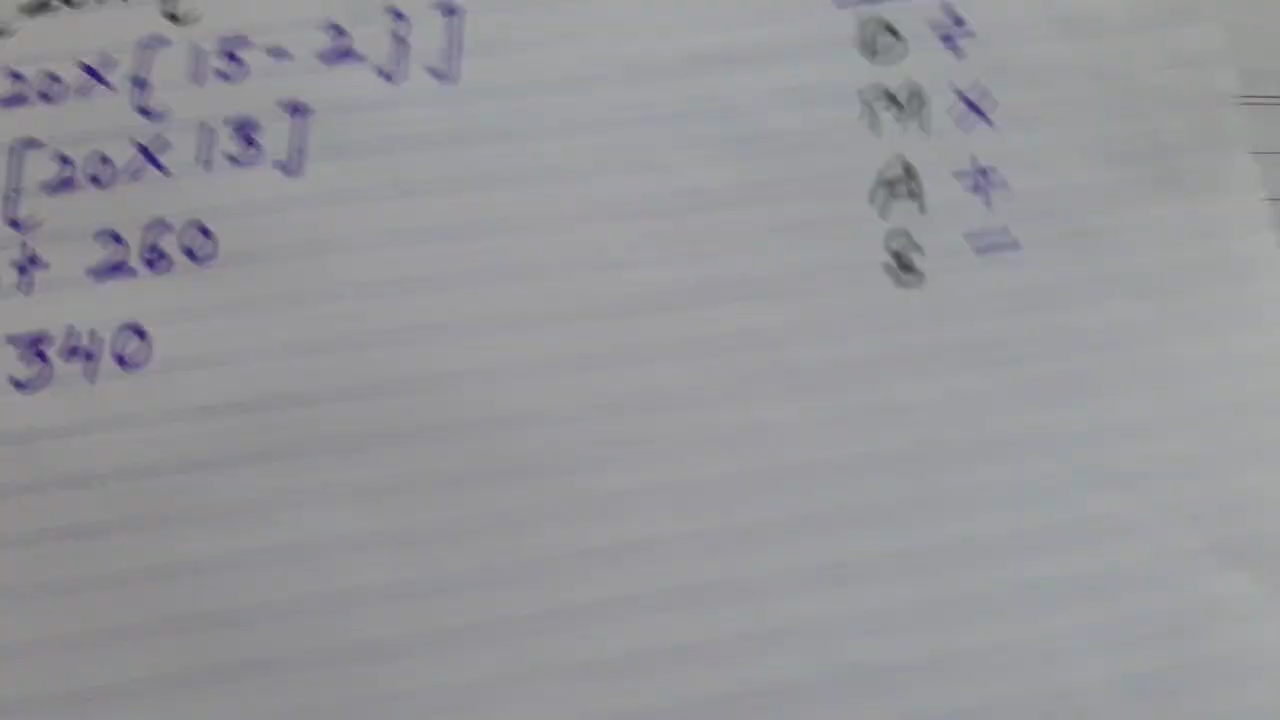 20×{15-2}]
[20×13]
+ 260
340
D ÷
M ×
A +
S -